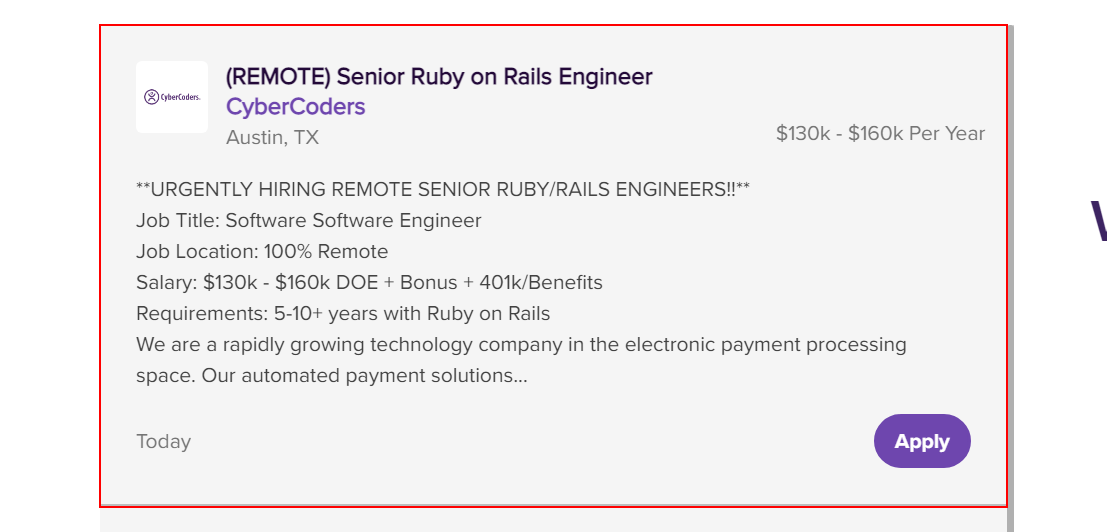 CyberCoders.
(REMOTE) Senior Ruby on Rails Engineer
CyberCoders
Austin, TX
$130k - $160k Per Year
**URGENTLY HIRING REMOTE SENIOR RUBY/RAILS ENGINEERS!!**
Job Title: Software Software Engineer
Job Location: 100% Remote
Salary: $130k - $160k DOE + Bonus + 401k/Benefits
Requirements: 5-10+ years with Ruby on Rails
We are a rapidly growing technology company in the electronic payment processing
space. Our automated payment solutions...
Today
Apply